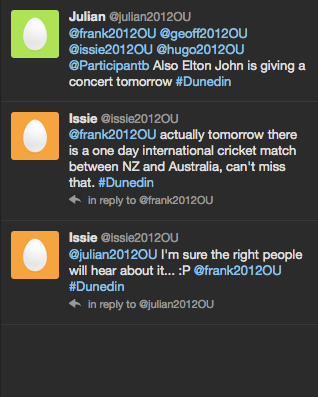 Julian @julian2012OU
@frank2012OU @geoff2012OU
@issie2012OU @hugo2012OU
@Participantb Also Elton John is giving a
concert tomorrow #Dunedin
Issie @issie2012OU
@frank2012OU actually tomorrow there
is a one day international cricket match
between NZ and Australia, can't miss
that. #Dunedin
in reply to @frank2012OU
Issie @issie2012OU
@julian2012OU I'm sure the right people
will hear about it... :P @frank2012OU
#Dunedin
in reply to @julian2012OU